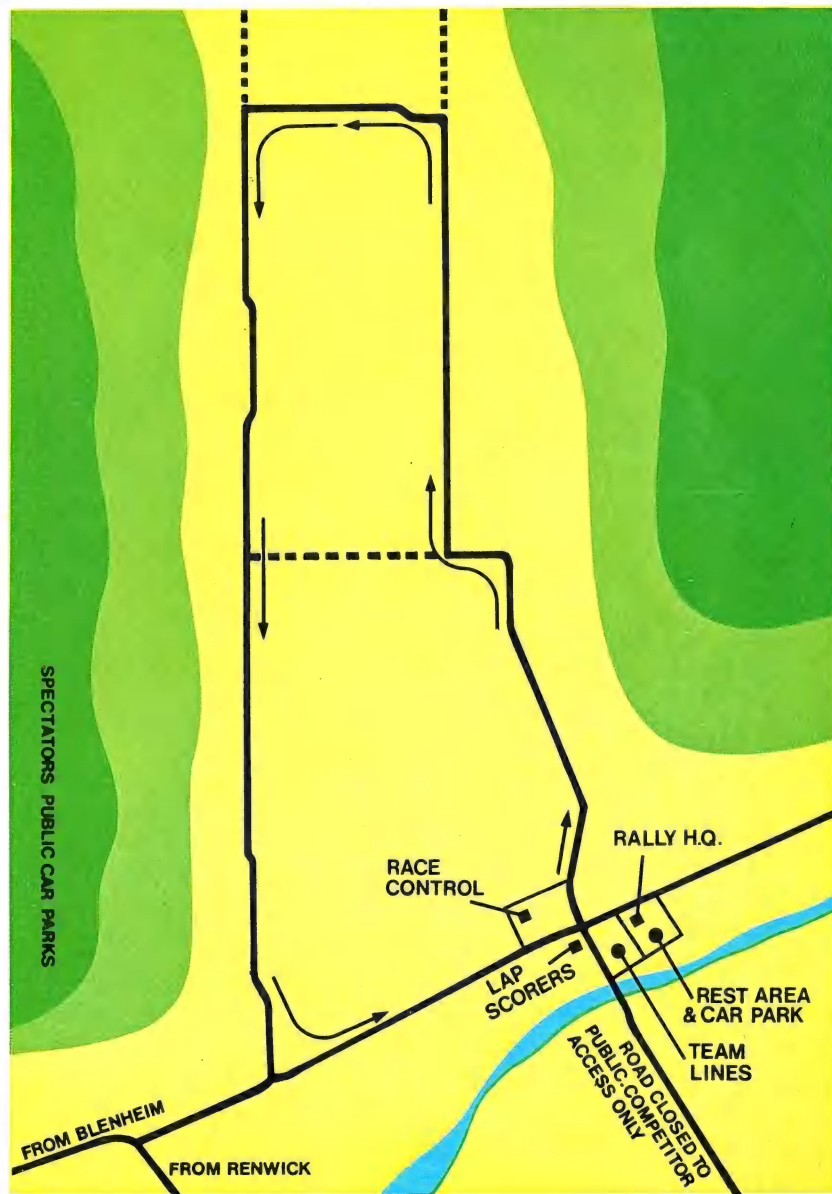 SPECTATORS PUBLIC CAR PARKS
RALLY H.Q.
RACE
CONTROL
LAP
SCORERS
REST AREA
& CAR PARK
TEAM
LINES
ROAD CLOSED TO
PUBLIC.COMPETITOR
ACCESS ONLY
FROM BLENHEIM
FROM RENWICK